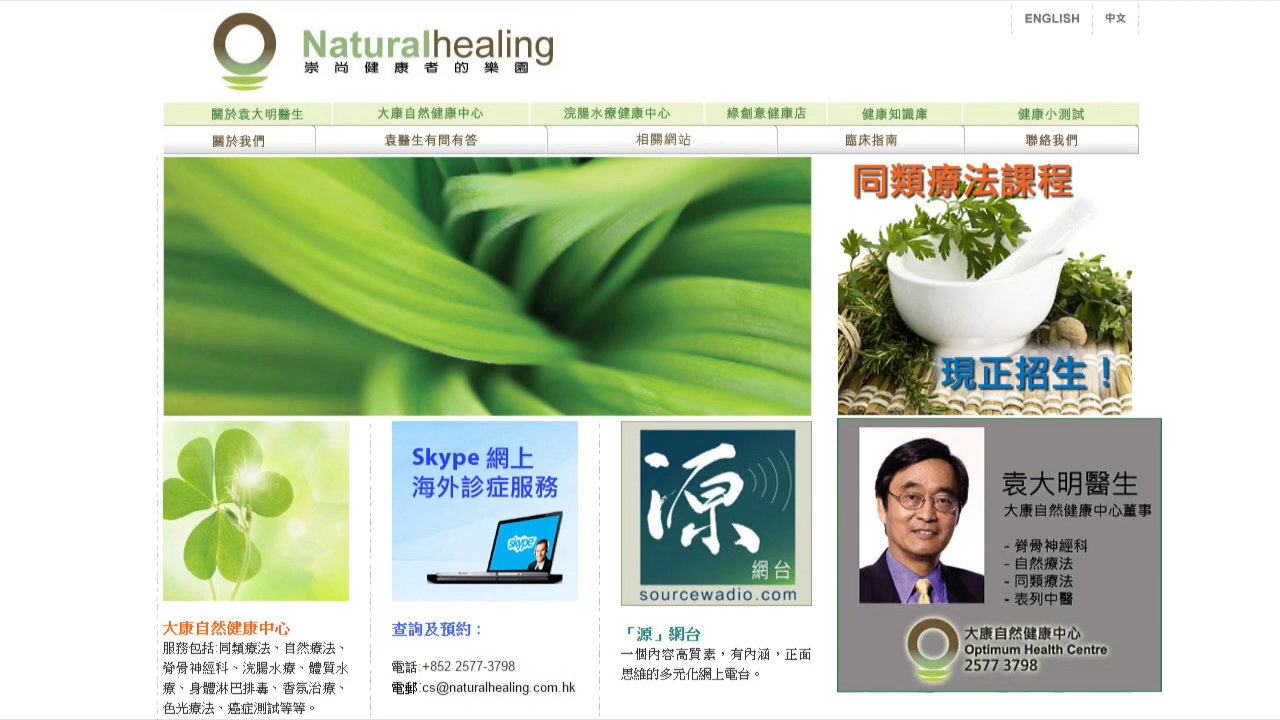 ENGLISH 中文
Naturalhealing
崇尚健康者的樂園
關於袁大明醫生 大康自然健康中心 浣腸水療健康中心 綠創意健康店 健康知識庫 健康小測試
關於我們 袁醫生有問有答 相關網站 臨床指南 聯絡我們
同類療法課程
現正招生！
Skype 網上
海外診症服務
skype
源
網台
sourcewadio.com
袁大明醫生
大康自然健康中心董事
- 脊骨神經科
- 自然療法
- 同類療法
- 表列中醫
大康自然健康中心
Optimum Health Centre
2577 3798
大康自然健康中心
服務包括:同類療法、自然療法、
脊骨神經科、浣腸水療、體質水
療、身體淋巴排毒、香氛治療、
色光療法、癌症測試等等。
查詢及預約：
電話:+852 2577-3798
電郵:cs@naturalhealing.com.hk
「源」網台
一個內容高質素，有內涵，正面
思維的多元化網上電台。